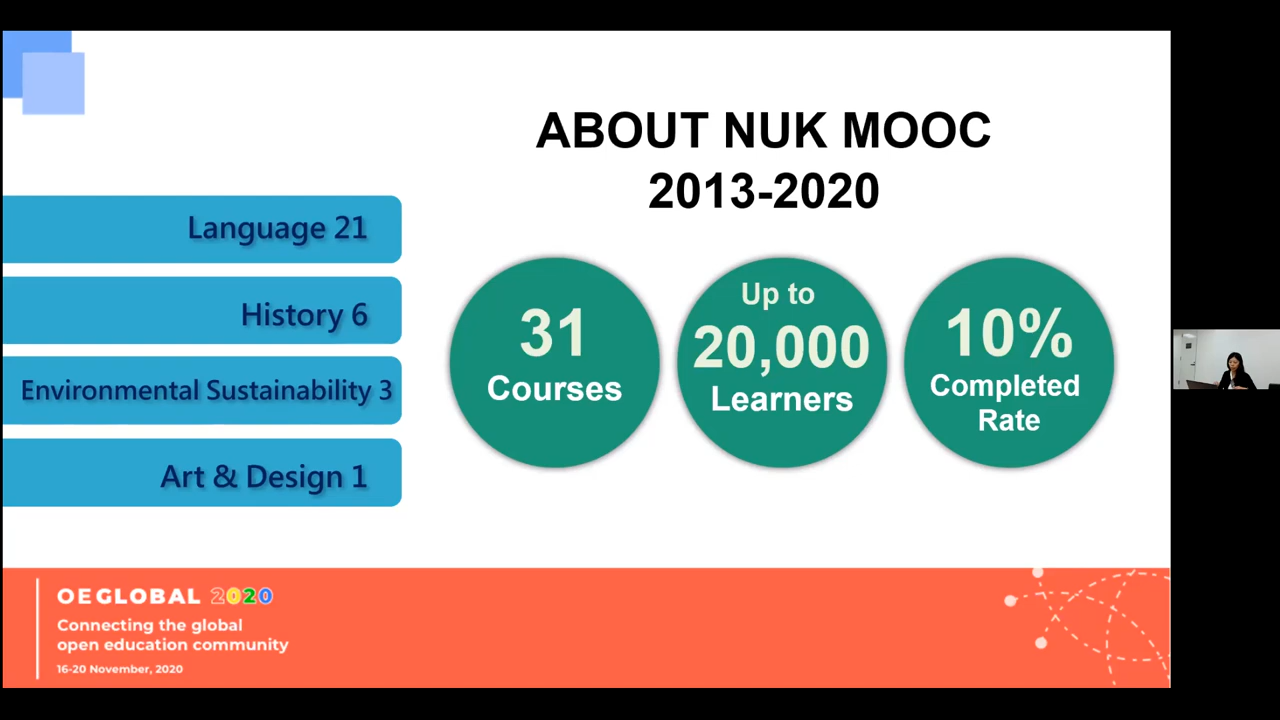 ABOUT NUK MOOC
2013-2020
Language 21
History 6
Environmental Sustainability 3
Art & Design 1
31
Courses
Up to
20,000
Learners
10%
Completed
Rate
OEGLOBAL 2020
Connecting the global
open education community
16-20 November, 2020